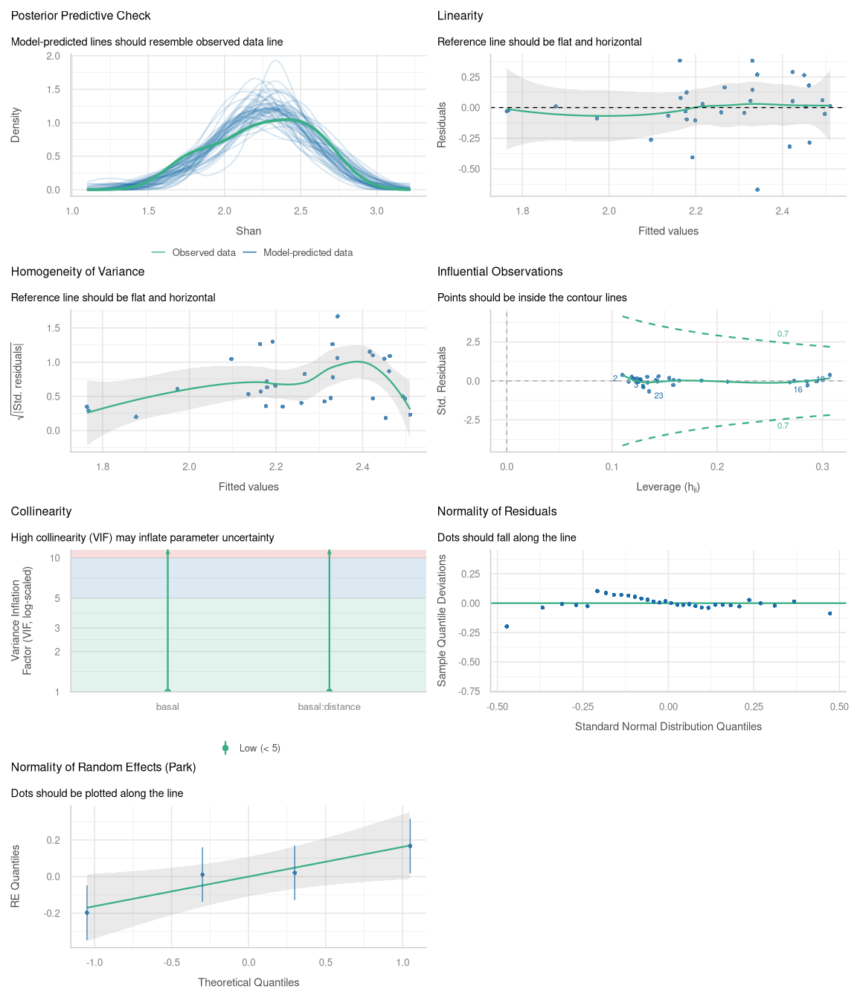 Posterior Predictive Check
Model-predicted lines should resemble observed data line
2.0
1.5
1.0
0.5
0.0
Density
1.0 1.5 2.0 2.5 3.0
Shan
Observed data Model-predicted data
Linearity
Reference line should be flat and horizontal
0.25
0.00
-0.25
-0.50
Residuals
1.8 2.0 2.2 2.4
Fitted values
Homogeneity of Variance
Reference line should be flat and horizontal
1.5
1.0
0.5
0.0
√|Std. residuals|
1.8 2.0 2.2 2.4
Fitted values
Influential Observations
Points should be inside the contour lines
2.5
0.0
-2.5
Std. Residuals
0.7
2
3
23
16
19
0.7
0.0 0.1 0.2 0.3
Leverage (hii)
Collinearity
High collinearity (VIF) may inflate parameter uncertainty
10
5
3
2
1
Variance Inflation
Factor (VIF, log-scaled)
basal basal:distance
Low (< 5)
Normality of Residuals
Dots should fall along the line
0.25
0.00
-0.25
-0.50
-0.75
Sample Quantile Deviations
-0.50 -0.25 0.00 0.25 0.50
Standard Normal Distribution Quantiles
Normality of Random Effects (Park)
Dots should be plotted along the line
0.2
0.0
-0.2
RE Quantiles
-1.0 -0.5 0.0 0.5 1.0
Theoretical Quantiles